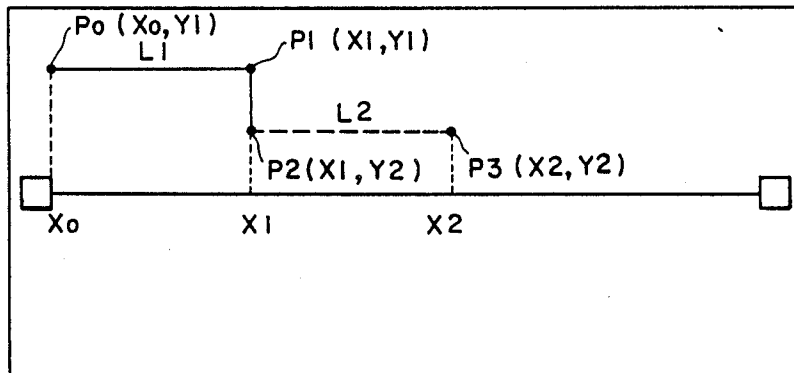 Po (Xo,Y1)
L1
P1 (X1,Y1)
L2
P2(X1,Y2)
P3 (X2,Y2)
Xo
X1
X2